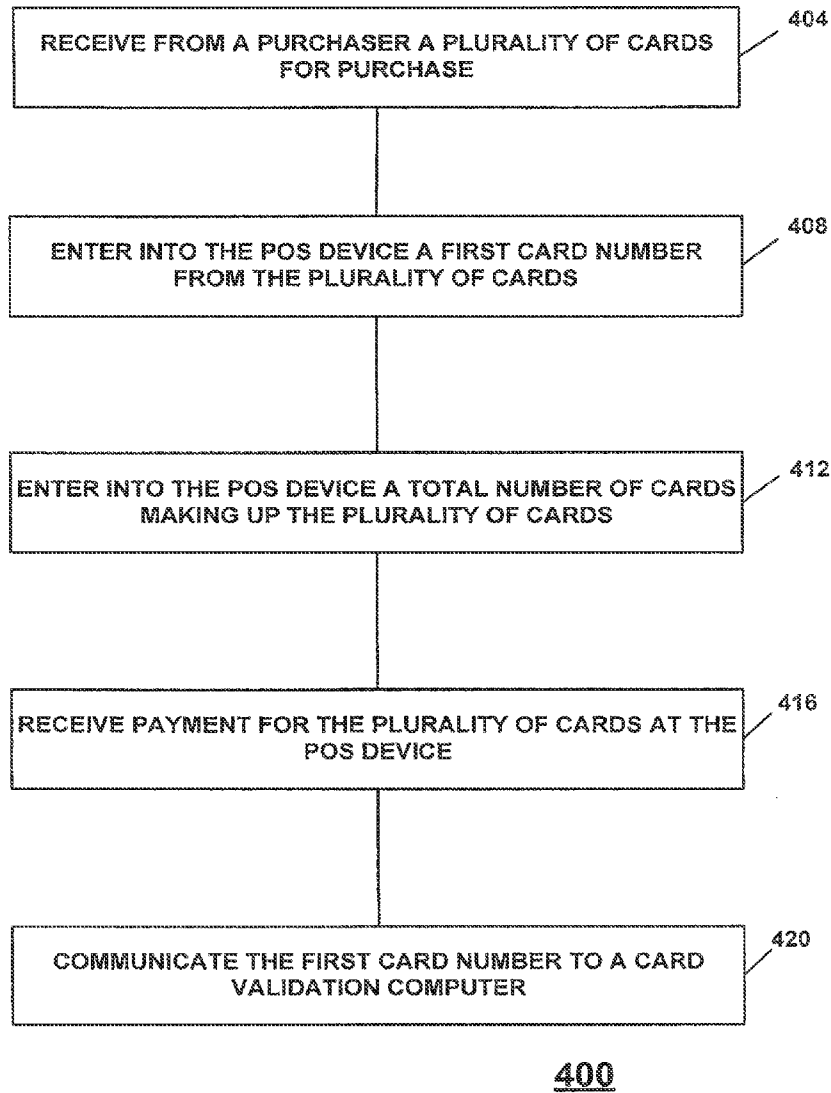 404
RECEIVE FROM A PURCHASER A PLURALITY OF CARDS
FOR PURCHASE
408
ENTER INTO THE POS DEVICE A FIRST CARD NUMBER
FROM THE PLURALITY OF CARDS
412
ENTER INTO THE POS DEVICE A TOTAL NUMBER OF CARDS
MAKING UP THE PLURALITY OF CARDS
416
RECEIVE PAYMENT FOR THE PLURALITY OF CARDS AT THE
POS DEVICE
420
COMMUNICATE THE FIRST CARD NUMBER TO A CARD
VALIDATION COMPUTER
400